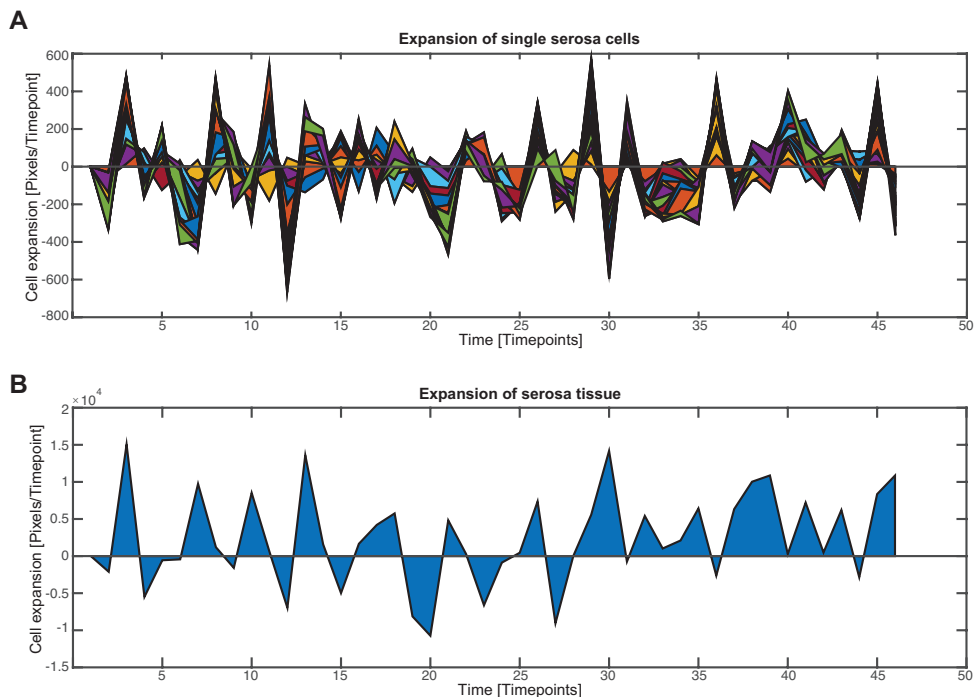 A
Expansion of single serosa cells
Cell expansion [Pixels/Timepoint]
600
400
200
0
-200
-400
-600
-800
5 10 15 20 25 30 35 40 45 50
Time [Timepoints]
B
Expansion of serosa tissue
× 10^4
Cell expansion [Pixels/Timepoint]
2
1.5
1
0.5
0
-0.5
-1
-1.5
5 10 15 20 25 30 35 40 45 50
Time [Timepoints]